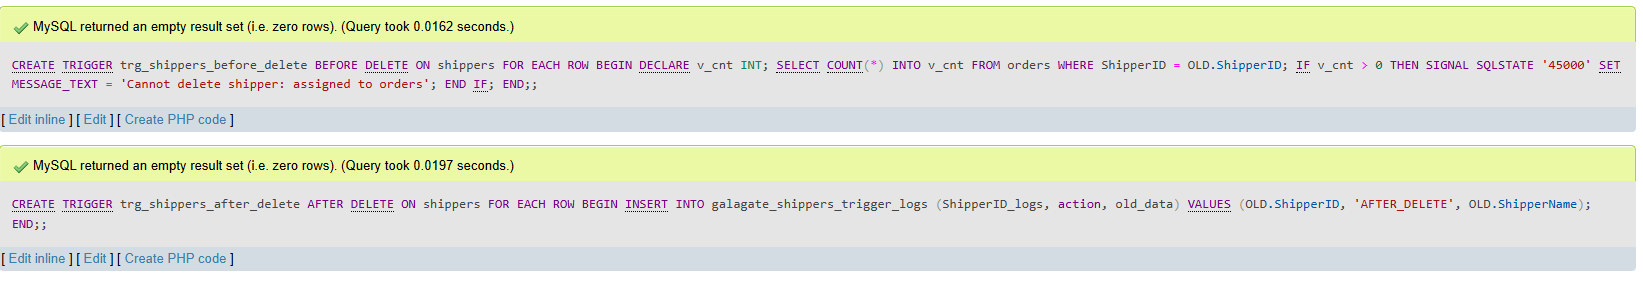 MySQL returned an empty result set (i.e. zero rows). (Query took 0.0162 seconds.)
CREATE TRIGGER trg_shippers_before_delete BEFORE DELETE ON shippers FOR EACH ROW BEGIN DECLARE v_cnt INT; SELECT COUNT(*) INTO v_cnt FROM orders WHERE ShipperID = OLD.ShipperID; IF v_cnt > 0 THEN SIGNAL SQLSTATE '45000' SET
MESSAGE_TEXT = 'Cannot delete shipper: assigned to orders'; END IF; END;;
[ Edit inline ] [ Edit ] [ Create PHP code ]
MySQL returned an empty result set (i.e. zero rows). (Query took 0.0197 seconds.)
CREATE TRIGGER trg_shippers_after_delete AFTER DELETE ON shippers FOR EACH ROW BEGIN INSERT INTO galagate_shippers_trigger_logs (ShipperID_logs, action, old_data) VALUES (OLD.ShipperID, 'AFTER_DELETE', OLD.ShipperName);
END;;
[ Edit inline ] [ Edit ] [ Create PHP code ]